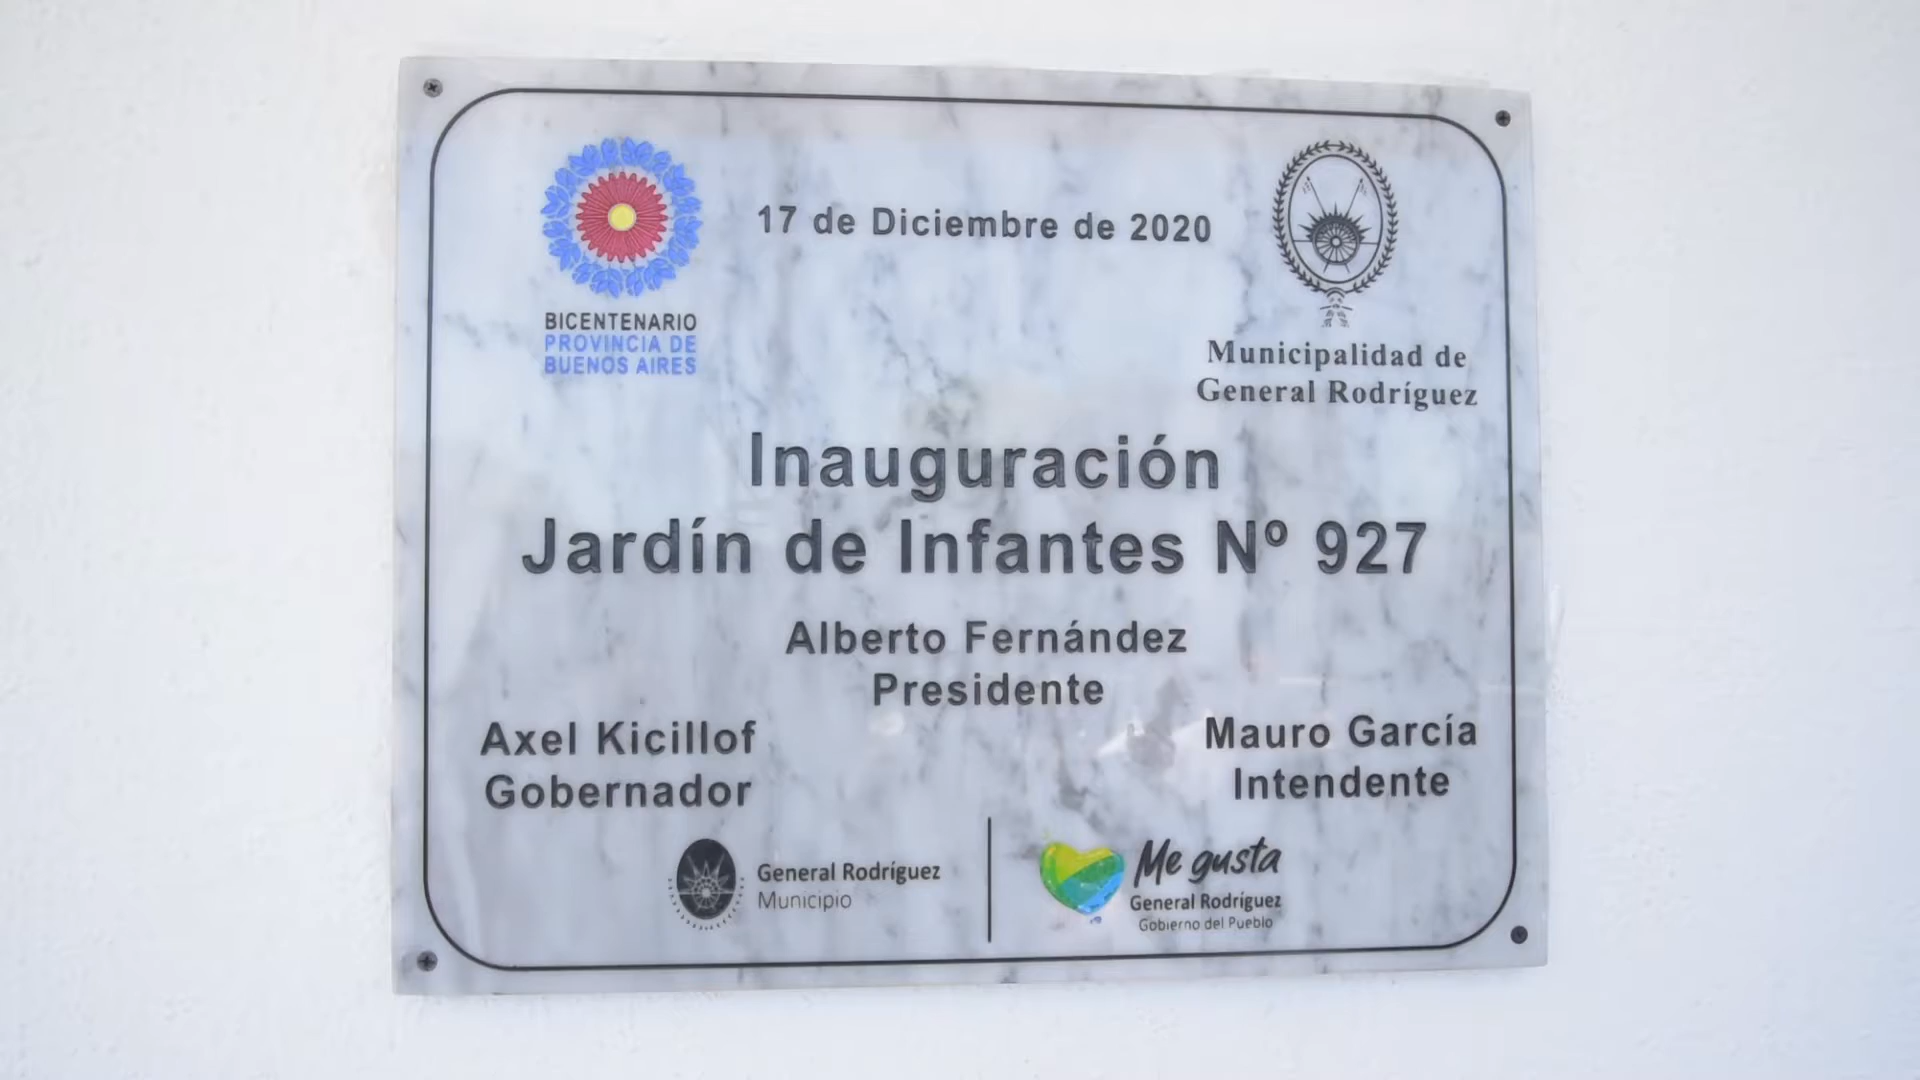 17 de Diciembre de 2020
BICENTENARIO
PROVINCIA DE
BUENOS AIRES
Municipalidad de
General Rodríguez
Inauguración
Jardín de Infantes Nº 927
Alberto Fernández
Presidente
Axel Kicillof
Gobernador
Mauro García
Intendente
General Rodríguez
Municipio
Me gusta
General Rodríguez
Gobierno del Pueblo